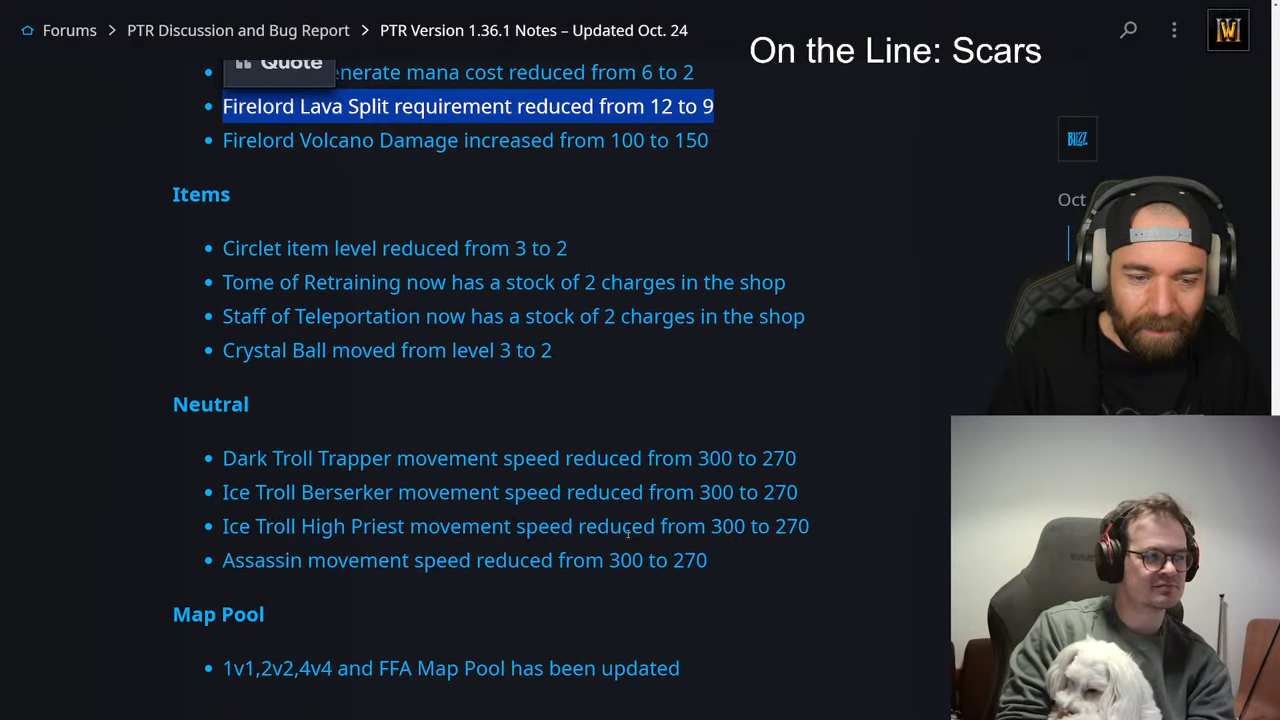 Forums > PTR Discussion and Bug Report > PTR Version 1.36.1 Notes – Updated Oct. 24
On the Line: Scars
Quote
mana cost reduced from 6 to 2
Firelord Lava Split requirement reduced from 12 to 9
Firelord Volcano Damage increased from 100 to 150
BLIZZ
Oct
Items
Circlet item level reduced from 3 to 2
Tome of Retraining now has a stock of 2 charges in the shop
Staff of Teleportation now has a stock of 2 charges in the shop
Crystal Ball moved from level 3 to 2
Neutral
Dark Troll Trapper movement speed reduced from 300 to 270
Ice Troll Berserker movement speed reduced from 300 to 270
Ice Troll High Priest movement speed reduced from 300 to 270
Assassin movement speed reduced from 300 to 270
Map Pool
1v1,2v2,4v4 and FFA Map Pool has been updated